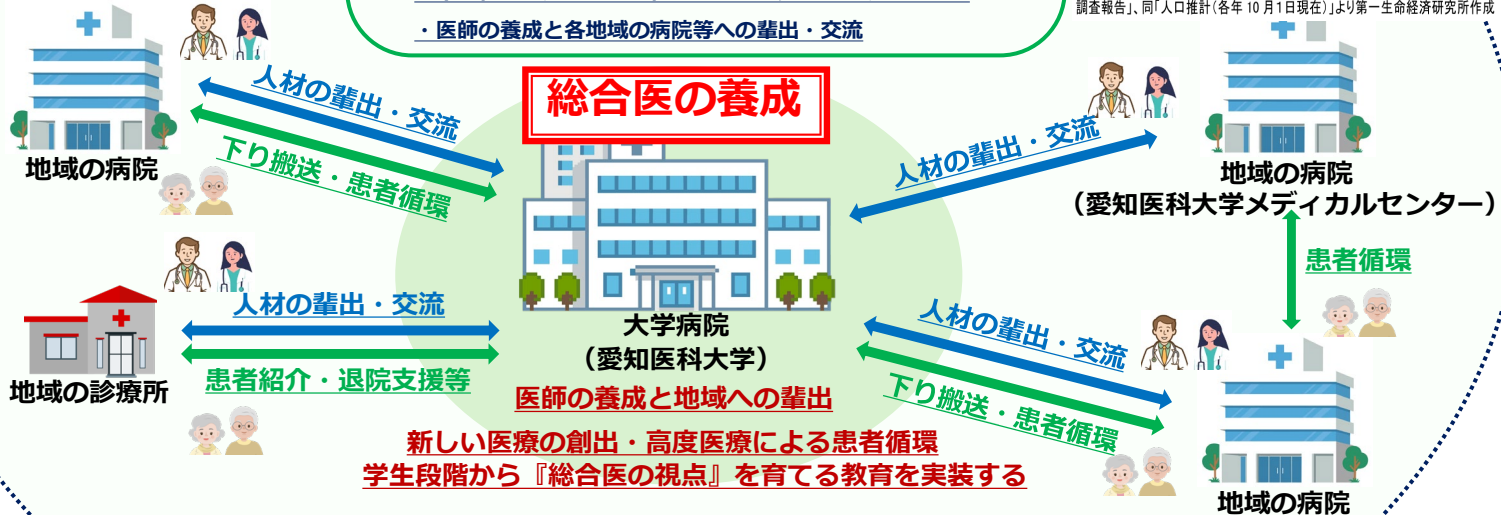 調査報告」、同「人口推計(各年 10 月1日現在)」より第一生命経済研究所作成
・医師の養成と各地域の病院等への輩出・交流
総合医の養成
人材の輩出・交流
下り搬送・患者循環
地域の病院
人材の輩出・交流
地域の病院
(愛知医科大学メディカルセンター)
患者循環
人材の輩出・交流
患者紹介・退院支援等
地域の診療所
大学病院
(愛知医科大学)
人材の輩出・交流
下り搬送・患者循環
地域の病院
医師の養成と地域への輩出
新しい医療の創出・高度医療による患者循環
学生段階から『総合医の視点』を育てる教育を実装する